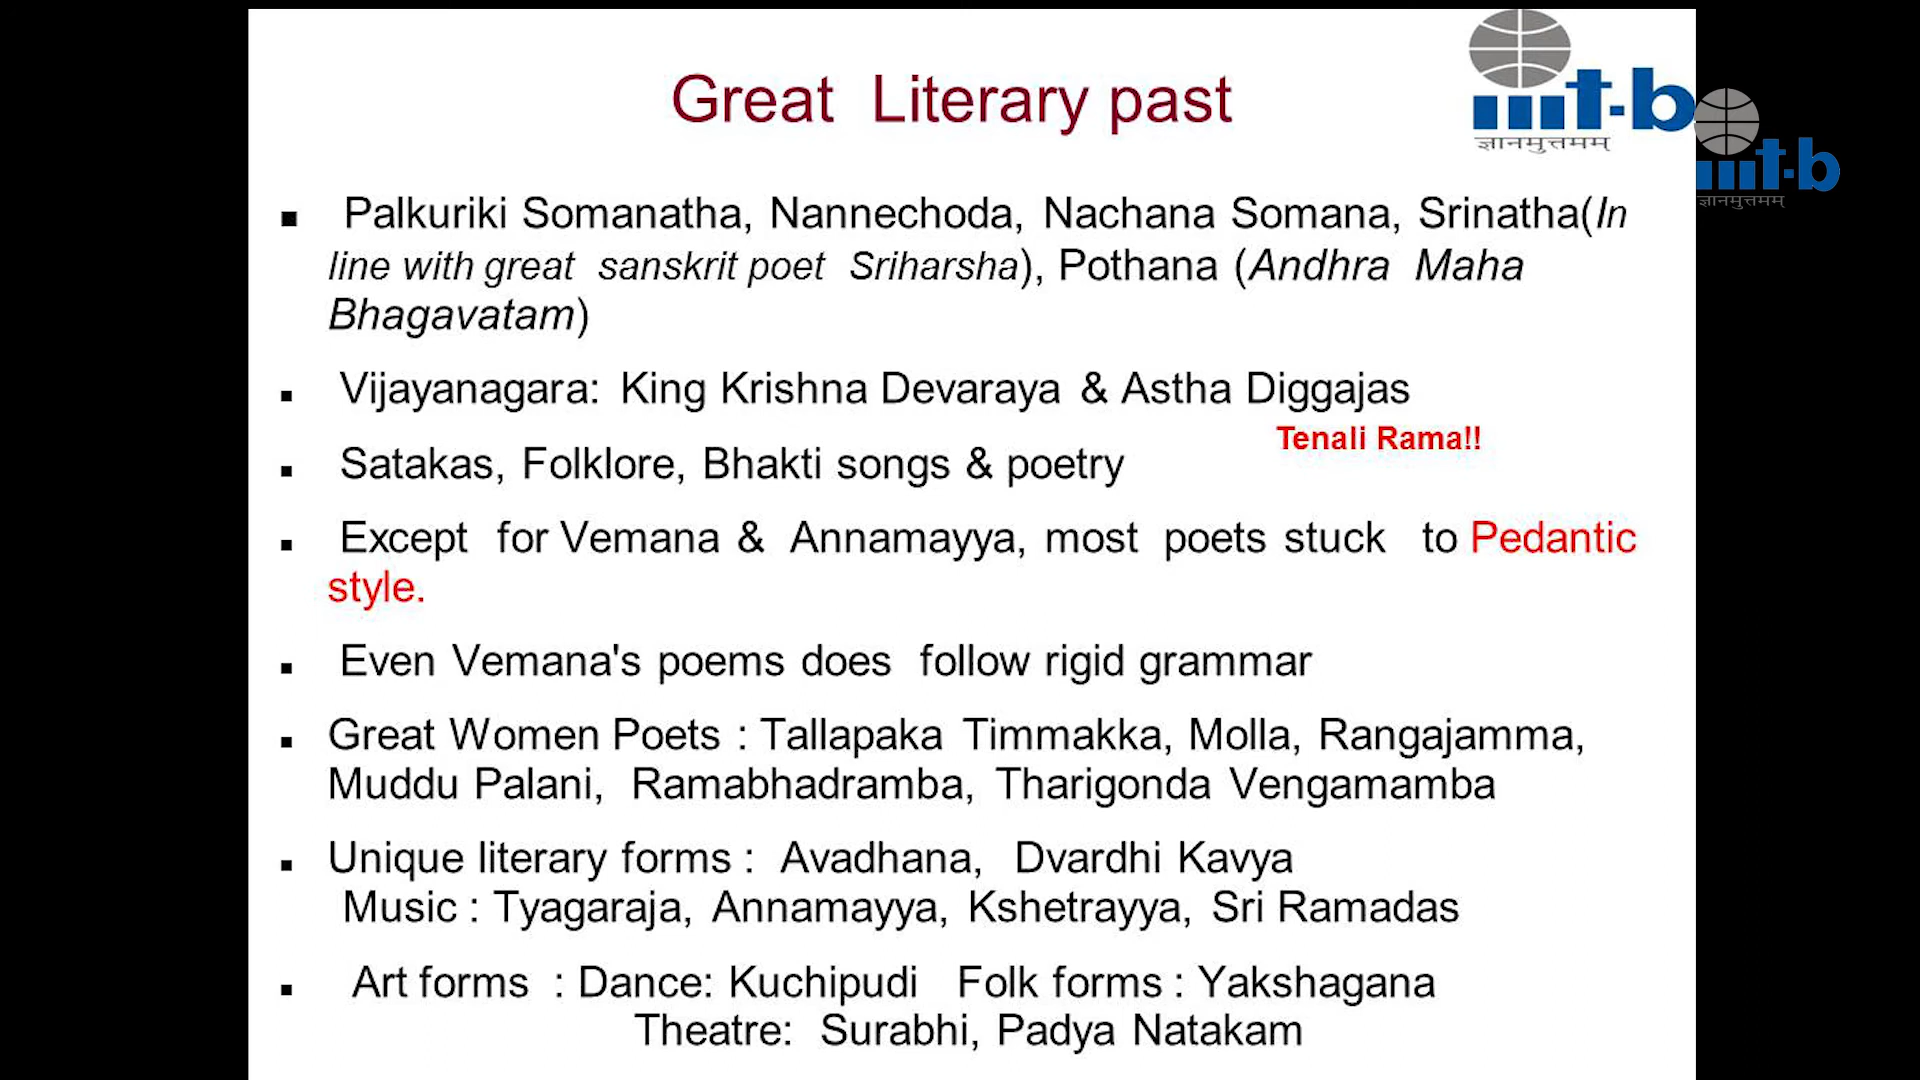 Great Literary past
iiit-b
ज्ञानमुत्तमम्
iiit-b
ज्ञानमुत्तमम्
Palkuriki Somanatha, Nannechoda, Nachana Somana, Srinatha(In
line with great sanskrit poet Sriharsha), Pothana (Andhra Maha
Bhagavatam)
Vijayanagara: King Krishna Devaraya & Astha Diggajas
Tenali Rama!!
Satakas, Folklore, Bhakti songs & poetry
Except for Vemana & Annamayya, most poets stuck to Pedantic
style.
Even Vemana's poems does follow rigid grammar
Great Women Poets : Tallapaka Timmakka, Molla, Rangajamma,
Muddu Palani, Ramabhadramba, Tharigonda Vengamamba
Unique literary forms : Avadhana, Dvardhi Kavya
Music : Tyagaraja, Annamayya, Kshetrayya, Sri Ramadas
Art forms : Dance: Kuchipudi Folk forms : Yakshagana
Theatre: Surabhi, Padya Natakam